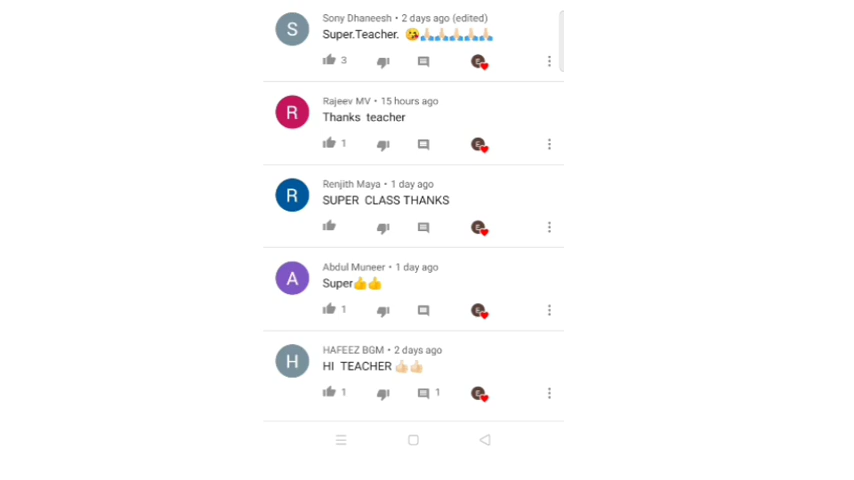 S
Sony Dhaneesh • 2 days ago (edited)
Super.Teacher. 😘🙏🏻🙏🏻🙏🏻🙏🏻🙏🏻
3
R
Rajeev MV • 15 hours ago
Thanks teacher
1
R
Renjith Maya • 1 day ago
SUPER CLASS THANKS
A
Abdul Muneer • 1 day ago
Super👍👍
1
H
HAFEEZ BGM • 2 days ago
HI TEACHER 👍🏻👍🏻
1 1